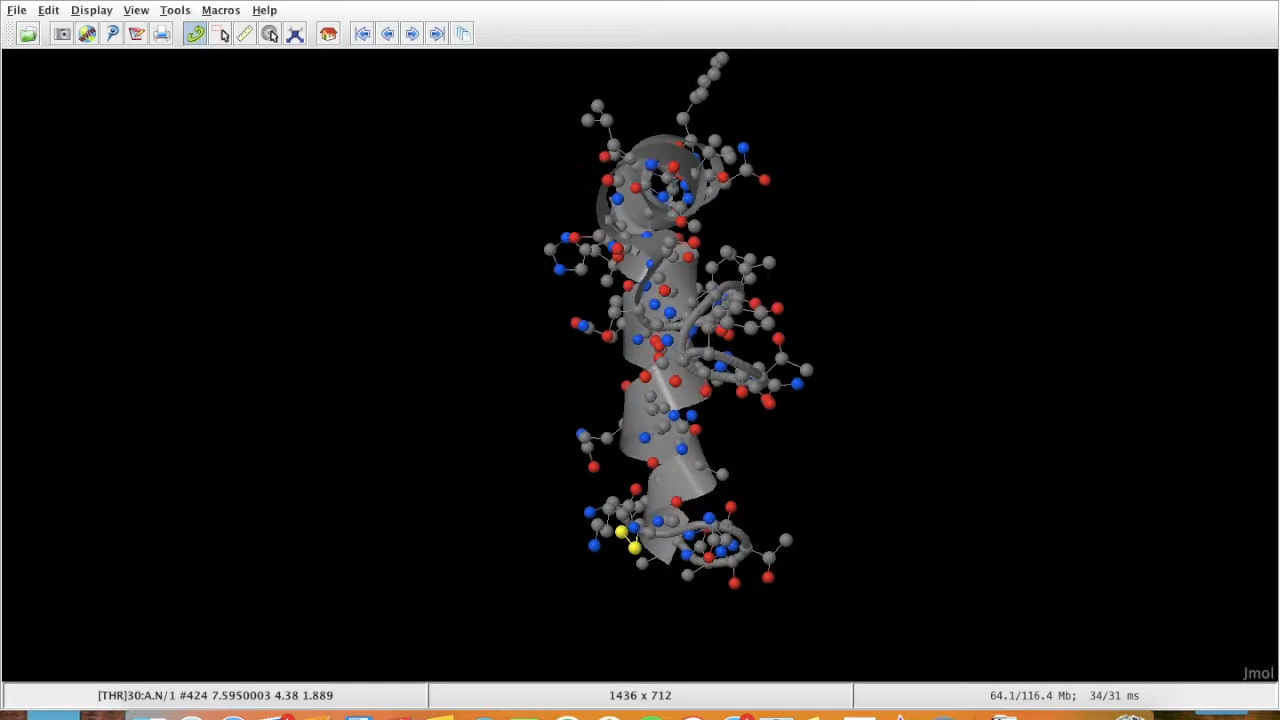 File Edit Display View Tools Macros Help
Jmol
[THR]30:A.N/1 #424 7.5950003 4.38 1.889 1436 x 712 64.1/116.4 Mb; 34/31 ms